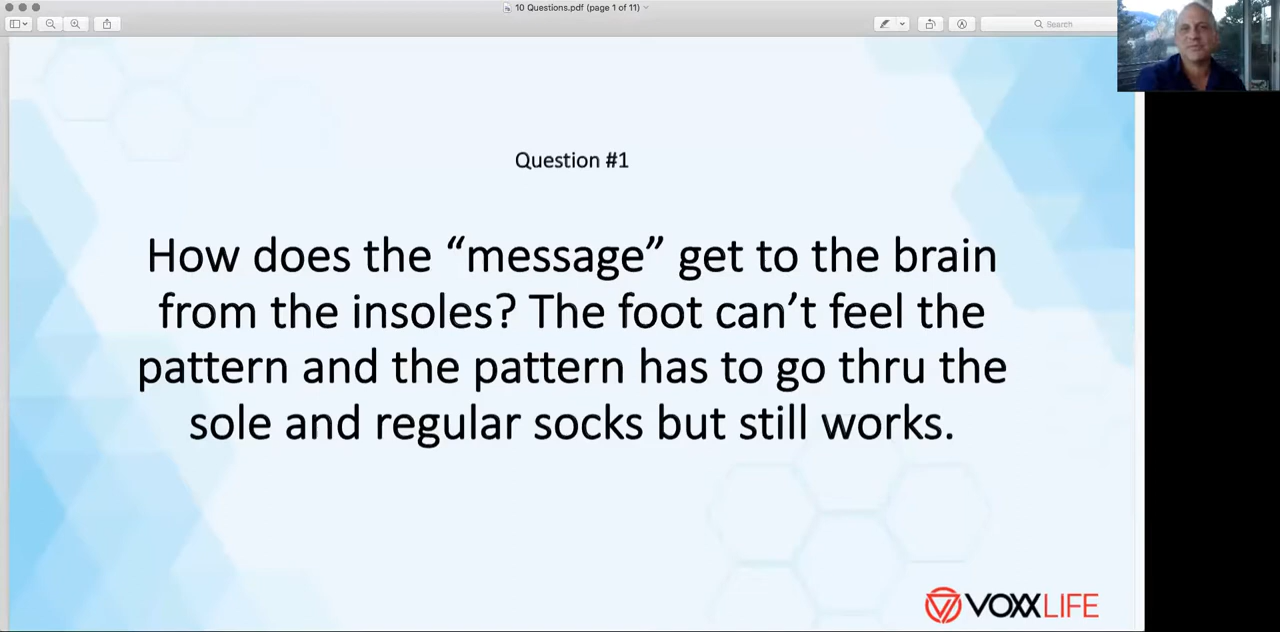 10 Questions.pdf (page 1 of 11)
Search
Question #1
How does the “message” get to the brain
from the insoles? The foot can’t feel the
pattern and the pattern has to go thru the
sole and regular socks but still works.
VOXXLIFE